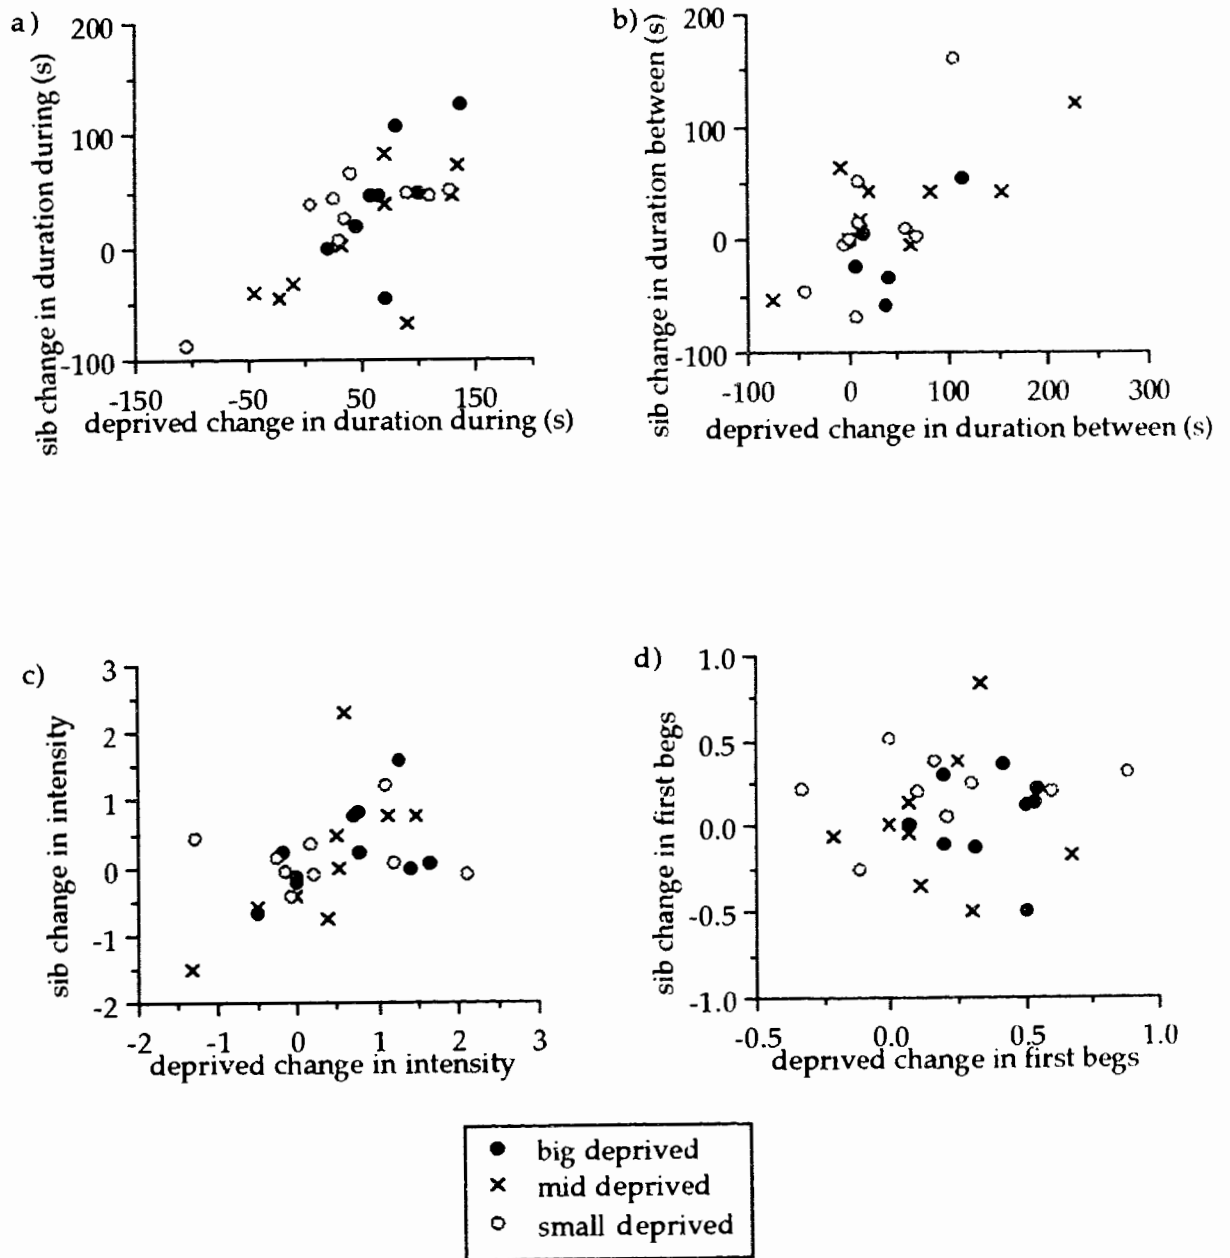 a)
200
100
0
-100
sib change in duration during (s)
-150 -50 50 150
deprived change in duration during (s)
b)
200
100
0
-100
sib change in duration between (s)
-100 0 100 200 300
deprived change in duration between (s)
c)
3
2
1
0
-1
-2
sib change in intensity
-2 -1 0 1 2 3
deprived change in intensity
d)
1.0
0.5
0.0
-0.5
-1.0
sib change in first begs
-0.5 0.0 0.5 1.0
deprived change in first begs
big deprived
mid deprived
small deprived